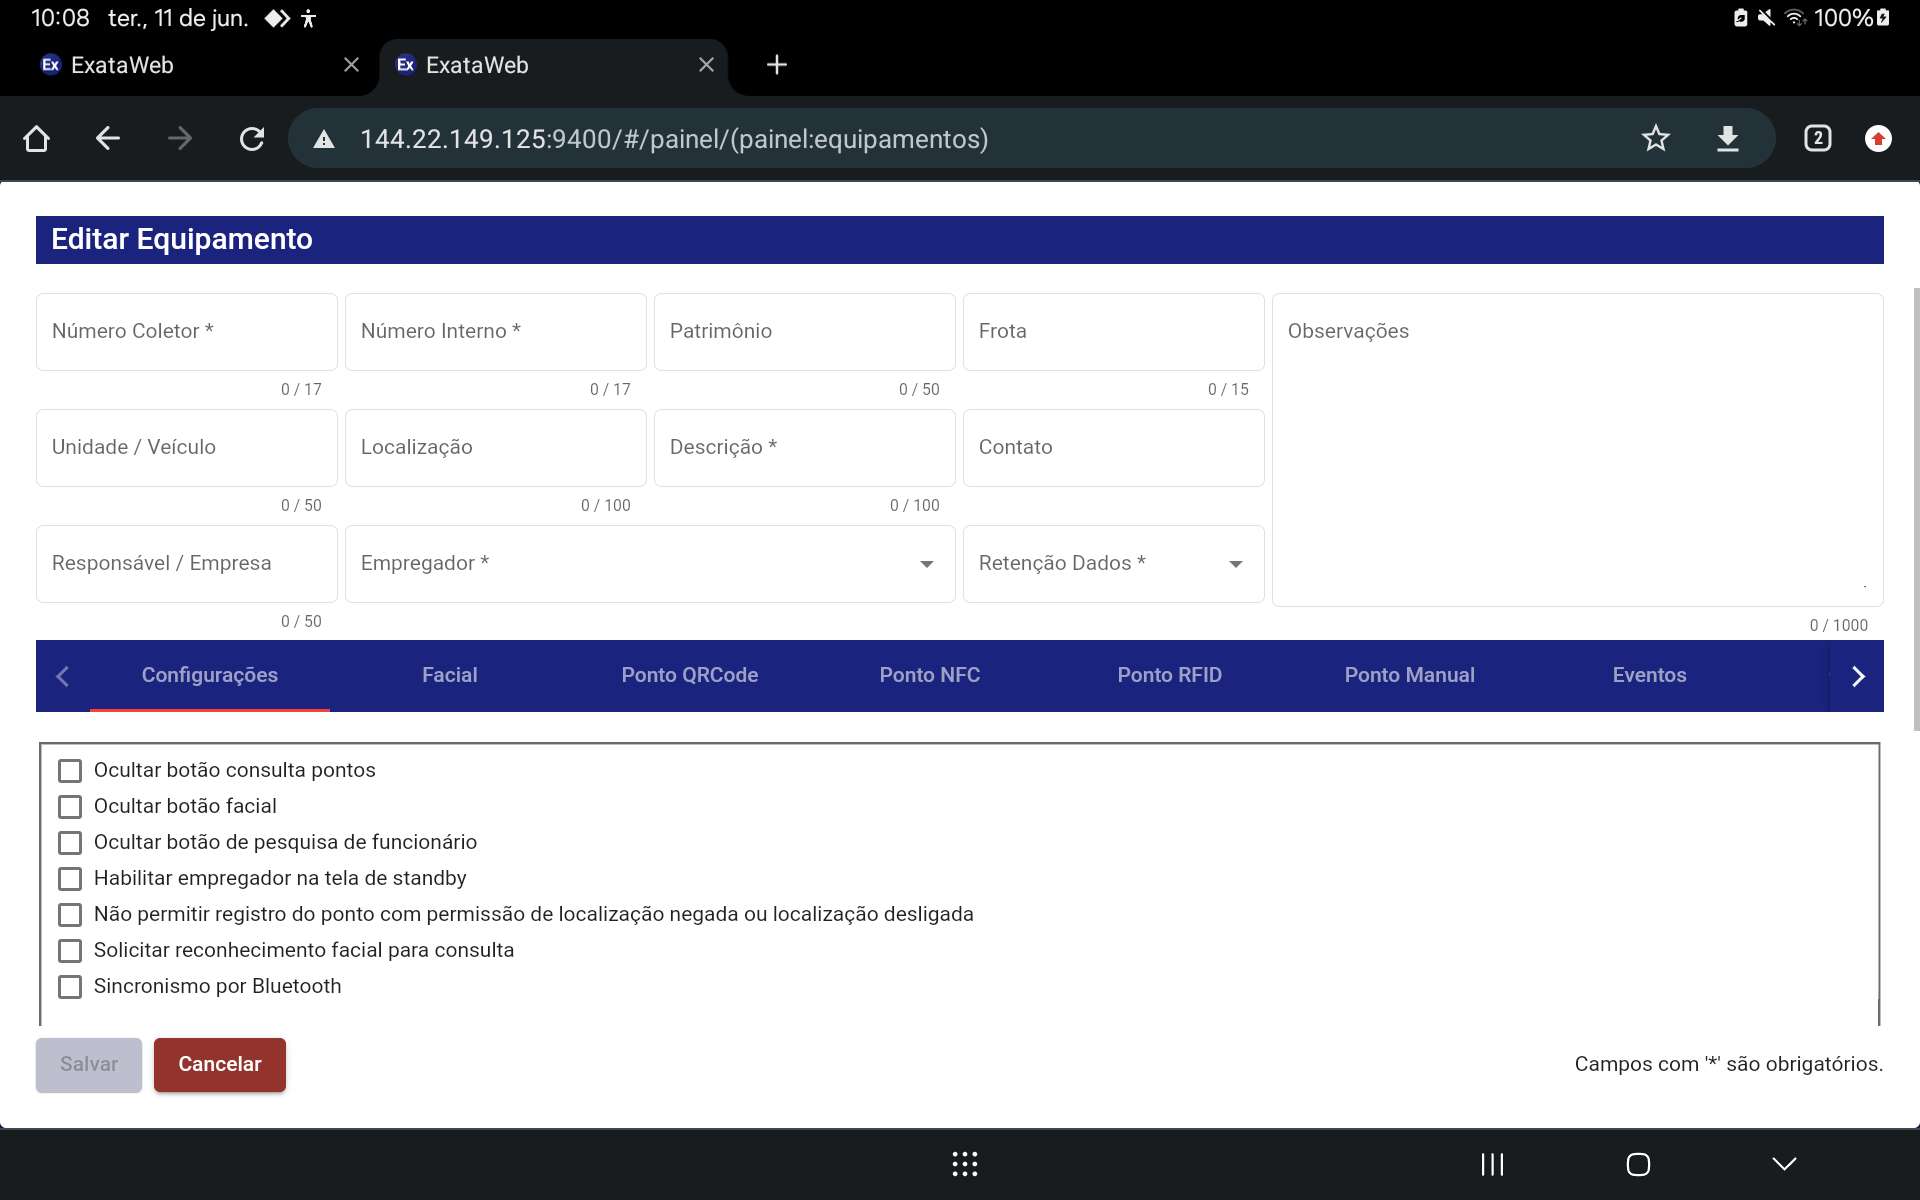 10:08 ter., 11 de jun. 100%
Ex ExataWeb Ex ExataWeb
144.22.149.125:9400/#/painel/(painel:equipamentos) 2
Editar Equipamento
Número Coletor * Número Interno * Patrimônio Frota Observações
0 / 17 0 / 17 0 / 50 0 / 15
Unidade / Veículo Localização Descrição * Contato
0 / 50 0 / 100 0 / 100
Responsável / Empresa Empregador * Retenção Dados *
0 / 50 0 / 1000
Configurações Facial Ponto QRCode Ponto NFC Ponto RFID Ponto Manual Eventos
Ocultar botão consulta pontos
Ocultar botão facial
Ocultar botão de pesquisa de funcionário
Habilitar empregador na tela de standby
Não permitir registro do ponto com permissão de localização negada ou localização desligada
Solicitar reconhecimento facial para consulta
Sincronismo por Bluetooth
Salvar Cancelar Campos com '*' são obrigatórios.